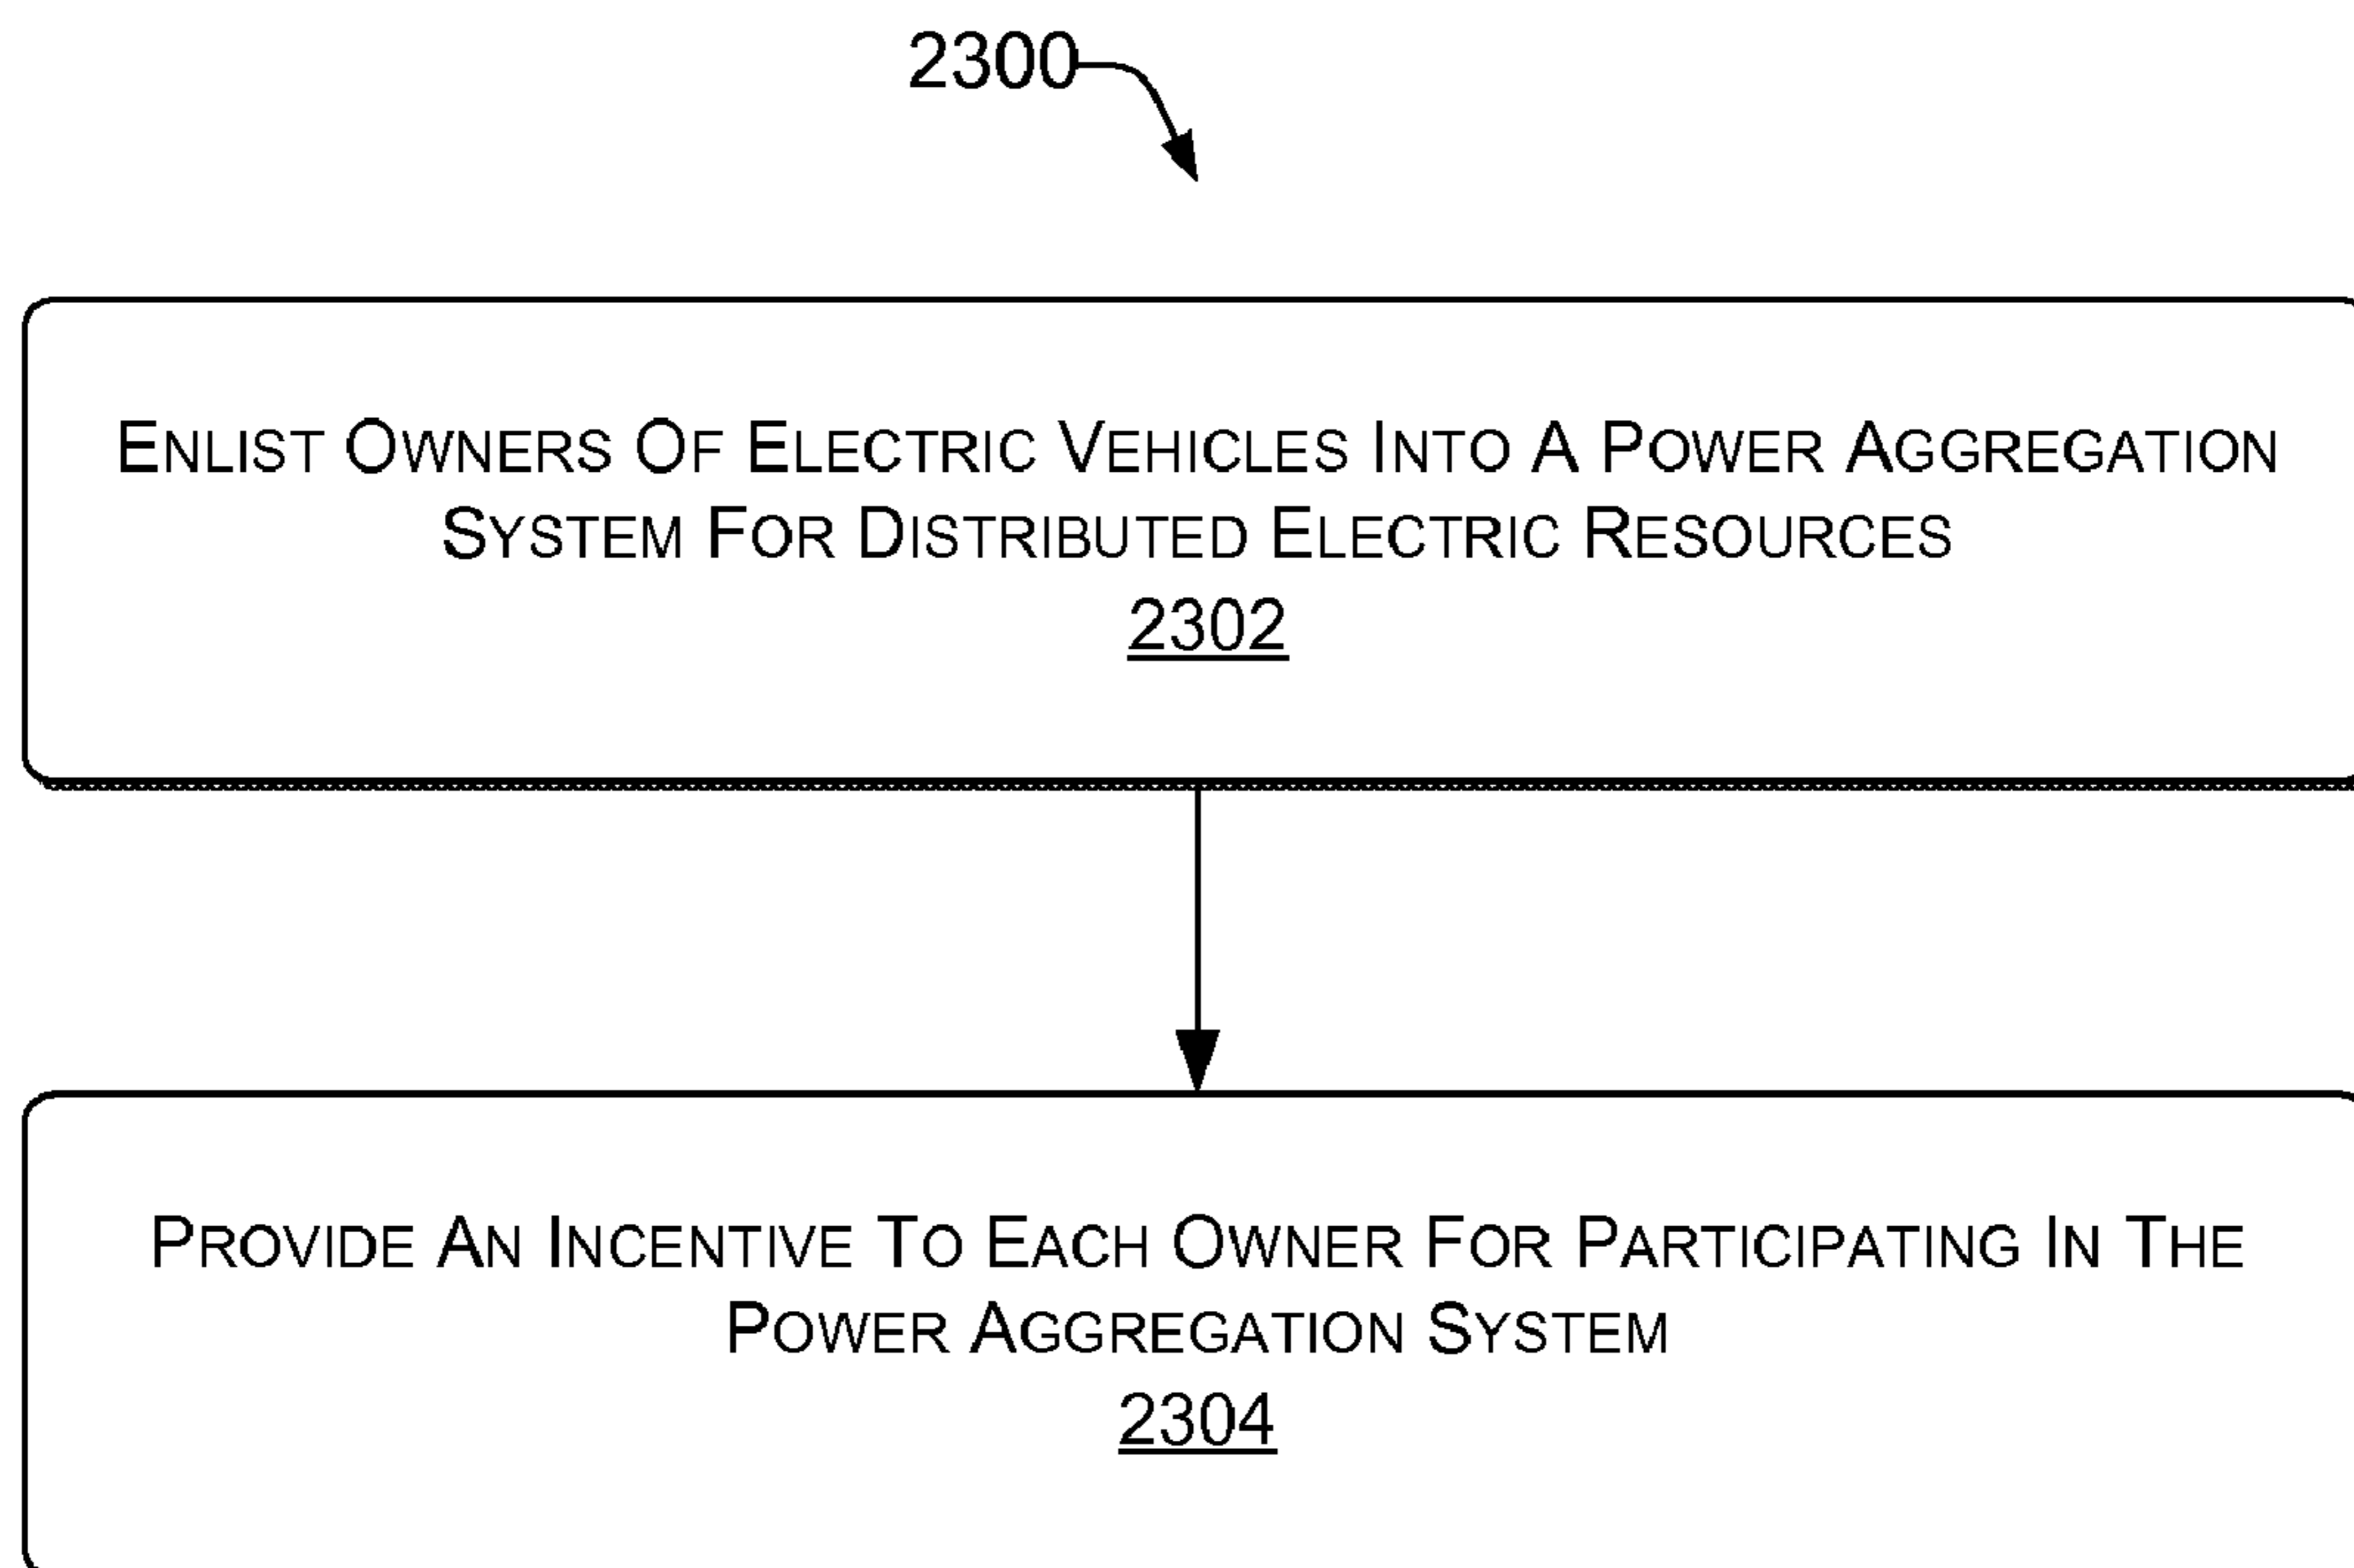 2300
ENLIST OWNERS OF ELECTRIC VEHICLES INTO A POWER AGGREGATION
SYSTEM FOR DISTRIBUTED ELECTRIC RESOURCES
2302
PROVIDE AN INCENTIVE TO EACH OWNER FOR PARTICIPATING IN THE
POWER AGGREGATION SYSTEM
2304